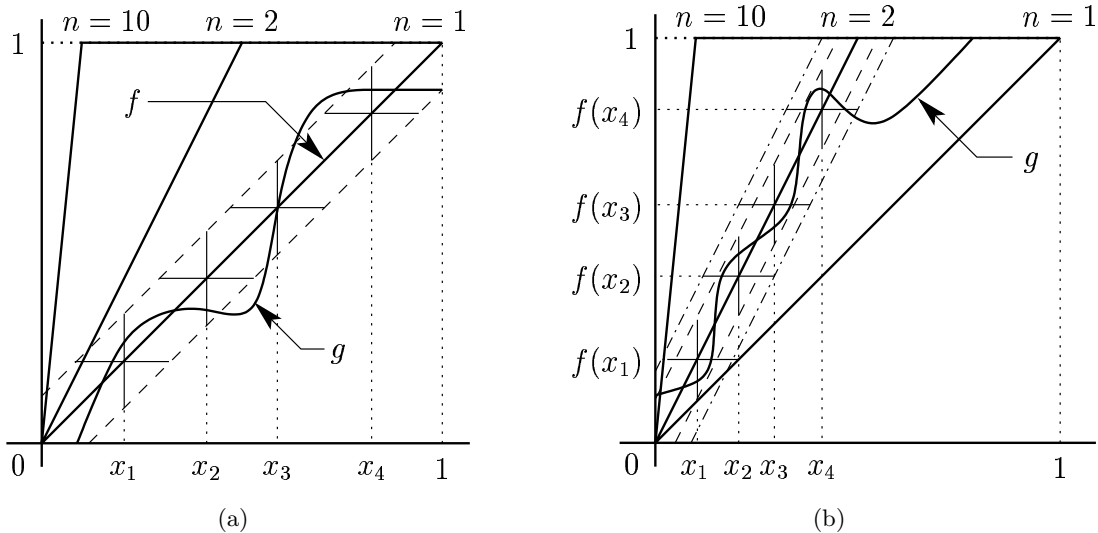 n = 10 n = 2 n = 1
1
f
g
0 x₁ x₂ x₃ x₄ 1
(a)
n = 10 n = 2 n = 1
1
f(x₄)
g
f(x₃)
f(x₂)
f(x₁)
0 x₁ x₂ x₃ x₄ 1
(b)